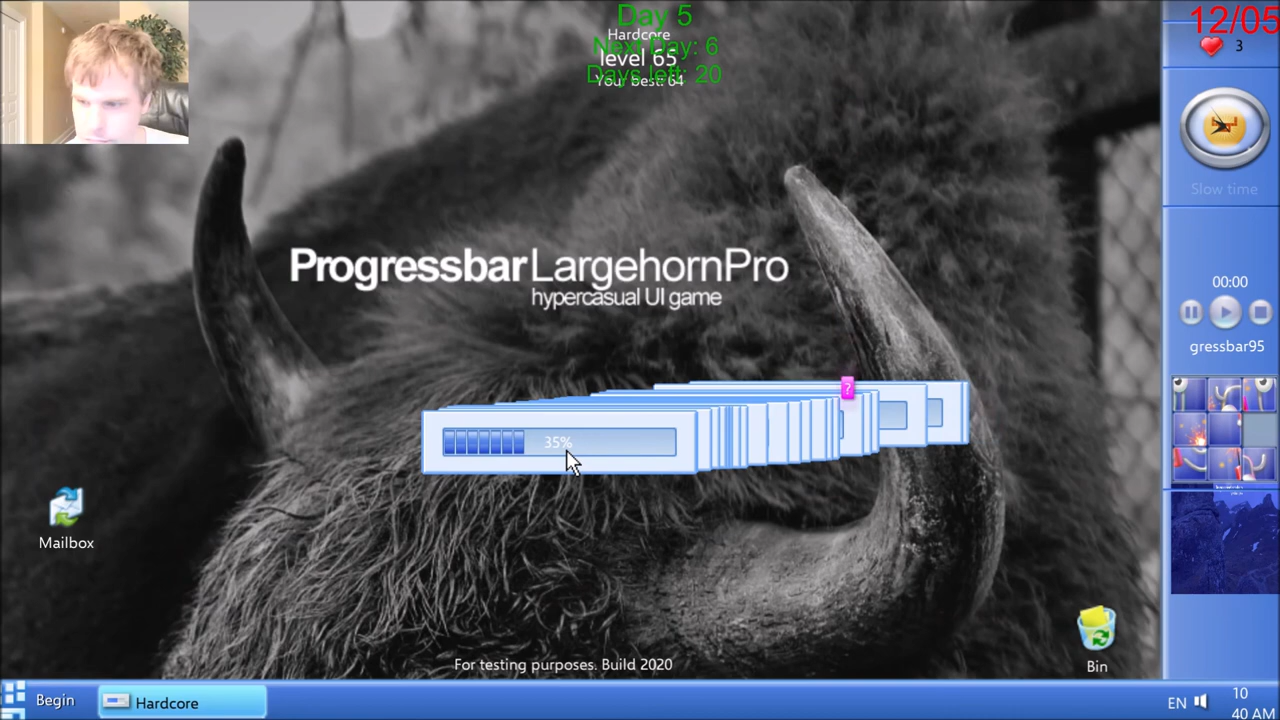 Day 5
Hardcore
Next Day: 6
level 65
Days left: 20
Your best: 64
12/05
3
Slow time
ProgressbarLargehornPro
hypercasual UI game
00:00
gressbar95
?
35%
Mailbox
Bin
For testing purposes. Build 2020
Begin
Hardcore
EN
10
40 AM